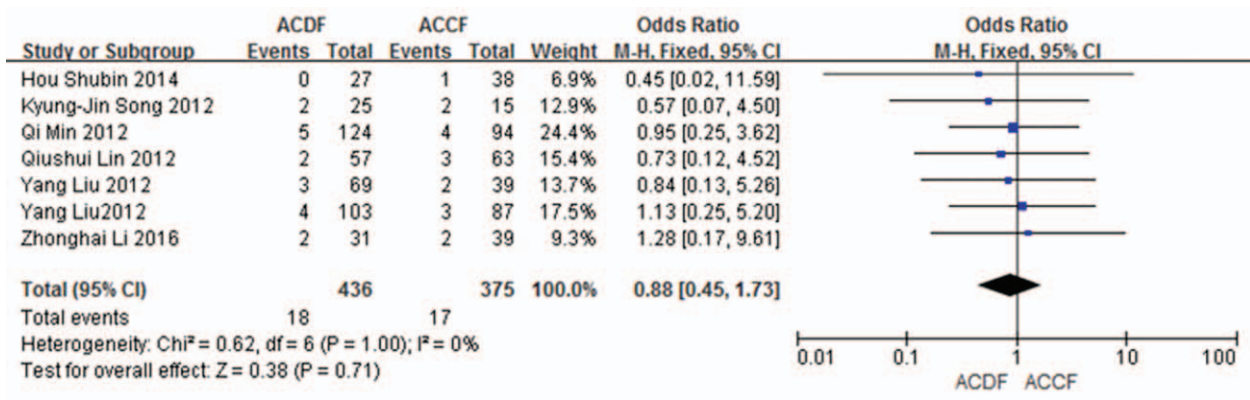 ACDF ACCF Odds Ratio Odds Ratio
Study or Subgroup Events Total Events Total Weight M-H, Fixed, 95% CI M-H, Fixed, 95% CI
Hou Shubin 2014 0 27 1 38 6.9% 0.45 [0.02, 11.59]
Kyung-Jin Song 2012 2 25 2 15 12.9% 0.57 [0.07, 4.50]
Qi Min 2012 5 124 4 94 24.4% 0.95 [0.25, 3.62]
Qiushui Lin 2012 2 57 3 63 15.4% 0.73 [0.12, 4.52]
Yang Liu 2012 3 69 2 39 13.7% 0.84 [0.13, 5.26]
Yang Liu2012 4 103 3 87 17.5% 1.13 [0.25, 5.20]
Zhonghai Li 2016 2 31 2 39 9.3% 1.28 [0.17, 9.61]
Total (95% CI) 436 375 100.0% 0.88 [0.45, 1.73]
Total events 18 17
Heterogeneity: Chi² = 0.62, df = 6 (P = 1.00); I² = 0%
Test for overall effect: Z = 0.38 (P = 0.71)
0.01 0.1 1 10 100
ACDF ACCF